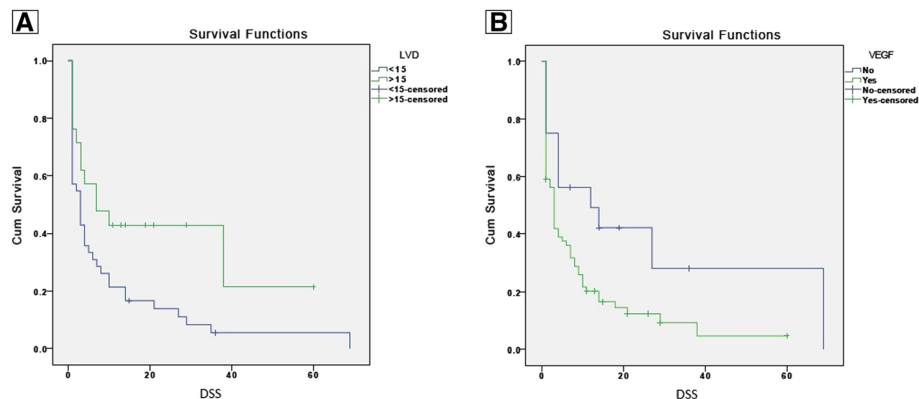 A
Survival Functions
LVD
<15
>15
<15-censored
>15-censored
1.0
0.8
0.6
0.4
0.2
0.0
Cum Survival
0
20
40
60
DSS
B
Survival Functions
VEGF
No
Yes
No-censored
Yes-censored
1.0
0.8
0.6
0.4
0.2
0.0
Cum Survival
0
20
40
60
DSS